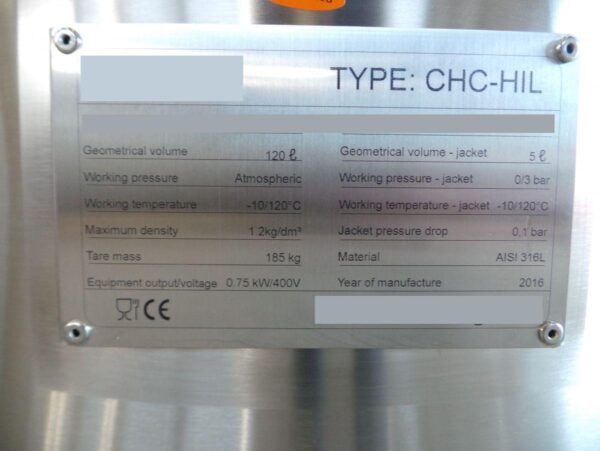 TYPE: CHC-HIL
Geometrical volume 120 ℓ
Geometrical volume - jacket 5 ℓ
Working pressure Atmospheric
Working pressure - jacket 0/3 bar
Working temperature -10/120°C
Working temperature - jacket -10/120°C
Maximum density 1.2kg/dm³
Jacket pressure drop 0,1 bar
Tare mass 185 kg
Material AISI 316L
Equipment output/voltage 0.75 kW/400V
Year of manufacture 2016
CE